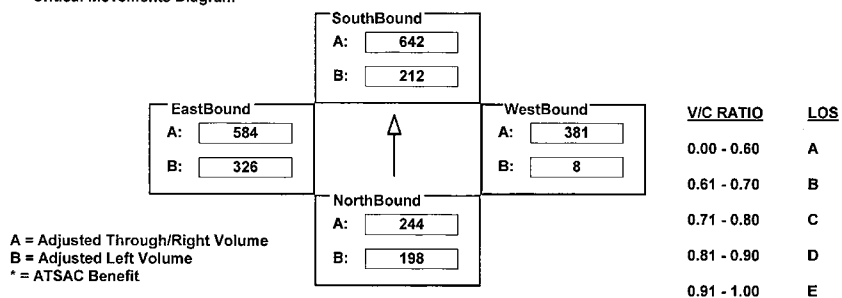 Critical Movements Diagram
SouthBound
A: 642
B: 212
EastBound
A: 584
B: 326
WestBound
A: 381
B: 8
NorthBound
A: 244
B: 198
A = Adjusted Through/Right Volume
B = Adjusted Left Volume
* = ATSAC Benefit
V/C RATIO LOS
0.00 - 0.60 A
0.61 - 0.70 B
0.71 - 0.80 C
0.81 - 0.90 D
0.91 - 1.00 E